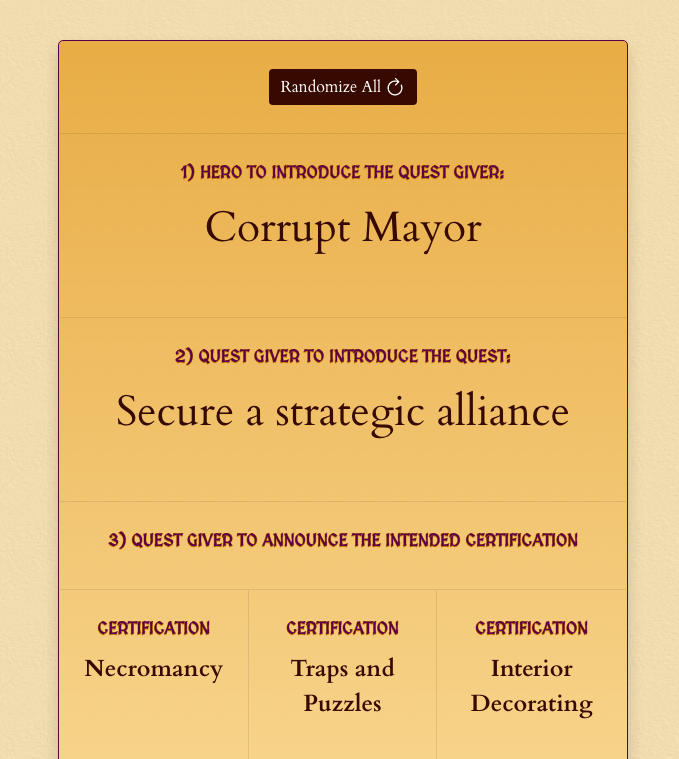 Randomize All
1) HERO TO INTRODUCE THE QUEST GIVER:
Corrupt Mayor
2) QUEST GIVER TO INTRODUCE THE QUEST:
Secure a strategic alliance
3) QUEST GIVER TO ANNOUNCE THE INTENDED CERTIFICATION
CERTIFICATION
Necromancy
CERTIFICATION
Traps and
Puzzles
CERTIFICATION
Interior
Decorating